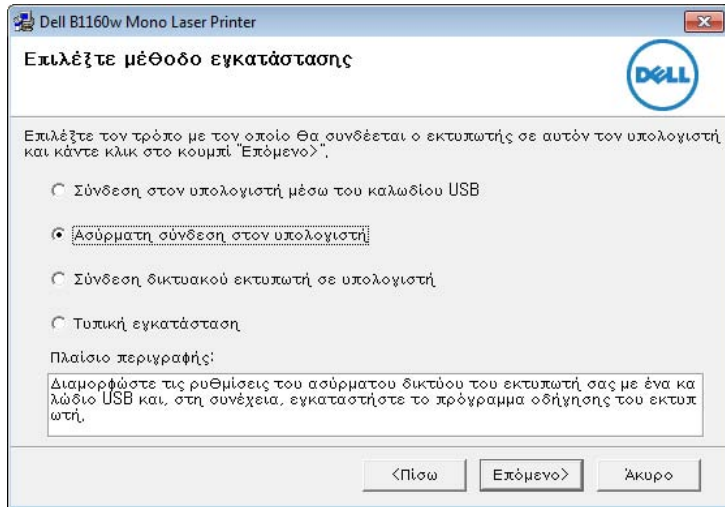 Dell B1160w Mono Laser Printer
Επιλέξτε μέθοδο εγκατάστασης
DELL
Επιλέξτε τον τρόπο με τον οποίο θα συνδέεται ο εκτυπωτής σε αυτόν τον υπολογιστή
και κάντε κλικ στο κουμπί "Επόμενο>".
Σύνδεση στον υπολογιστή μέσω του καλωδίου USB
Ασύρματη σύνδεση στον υπολογιστή
Σύνδεση δικτυακού εκτυπωτή σε υπολογιστή
Τυπική εγκατάσταση
Πλαίσιο περιγραφής:
Διαμορφώστε τις ρυθμίσεις του ασύρματου δικτύου του εκτυπωτή σας με ένα κα
λώδιο USB και, στη συνέχεια, εγκαταστήστε το πρόγραμμα οδήγησης του εκτυπ
ωτή.
<Πίσω
Επόμενο>
Άκυρο